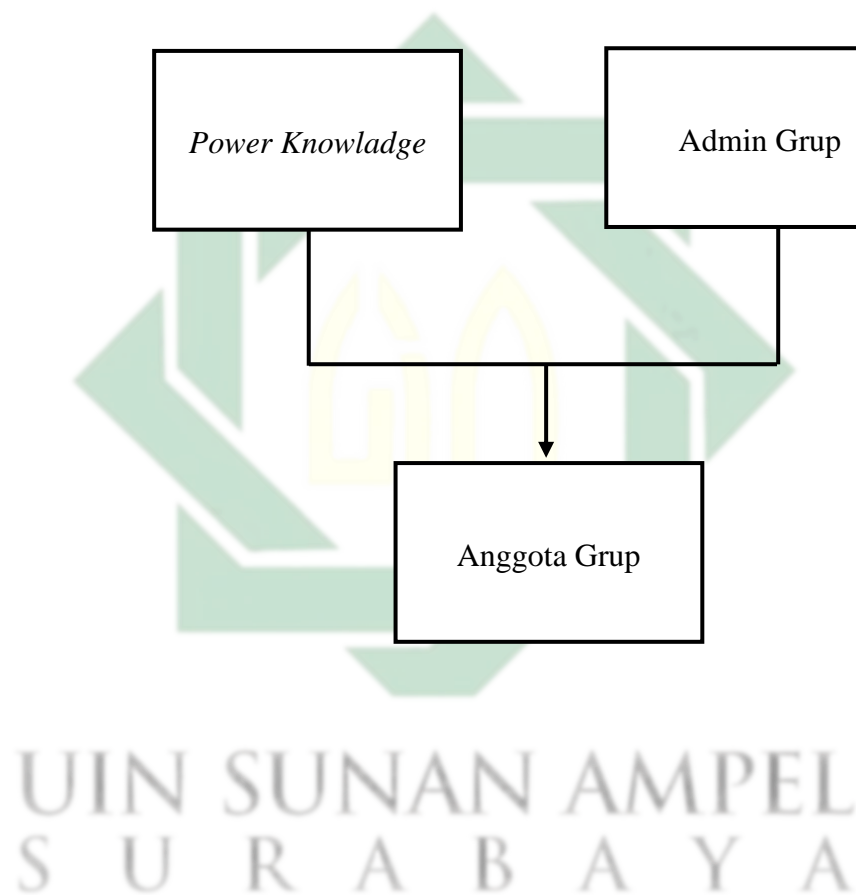 Power Knowladge
Admin Grup
Anggota Grup
UIN SUNAN AMPEL
S U R A B A Y A